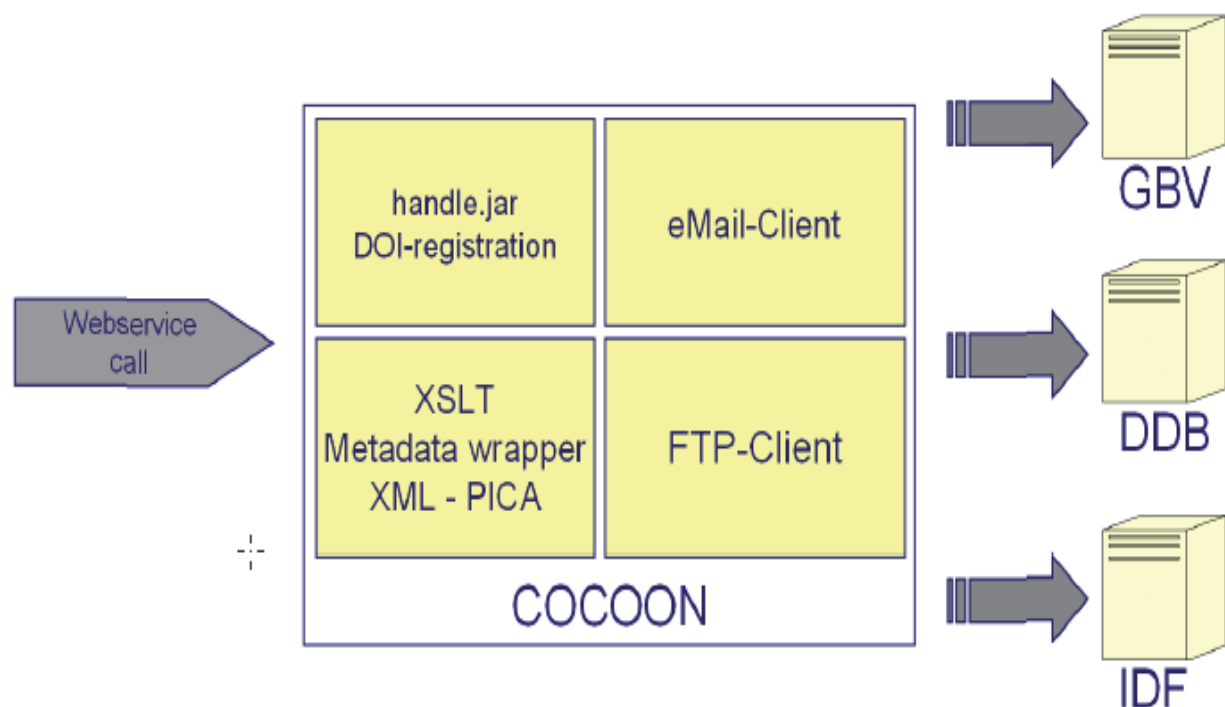 Webservice
call
handle.jar
DOI-registration
eMail-Client
XSLT
Metadata wrapper
XML - PICA
FTP-Client
COCOON
GBV
DDB
IDF